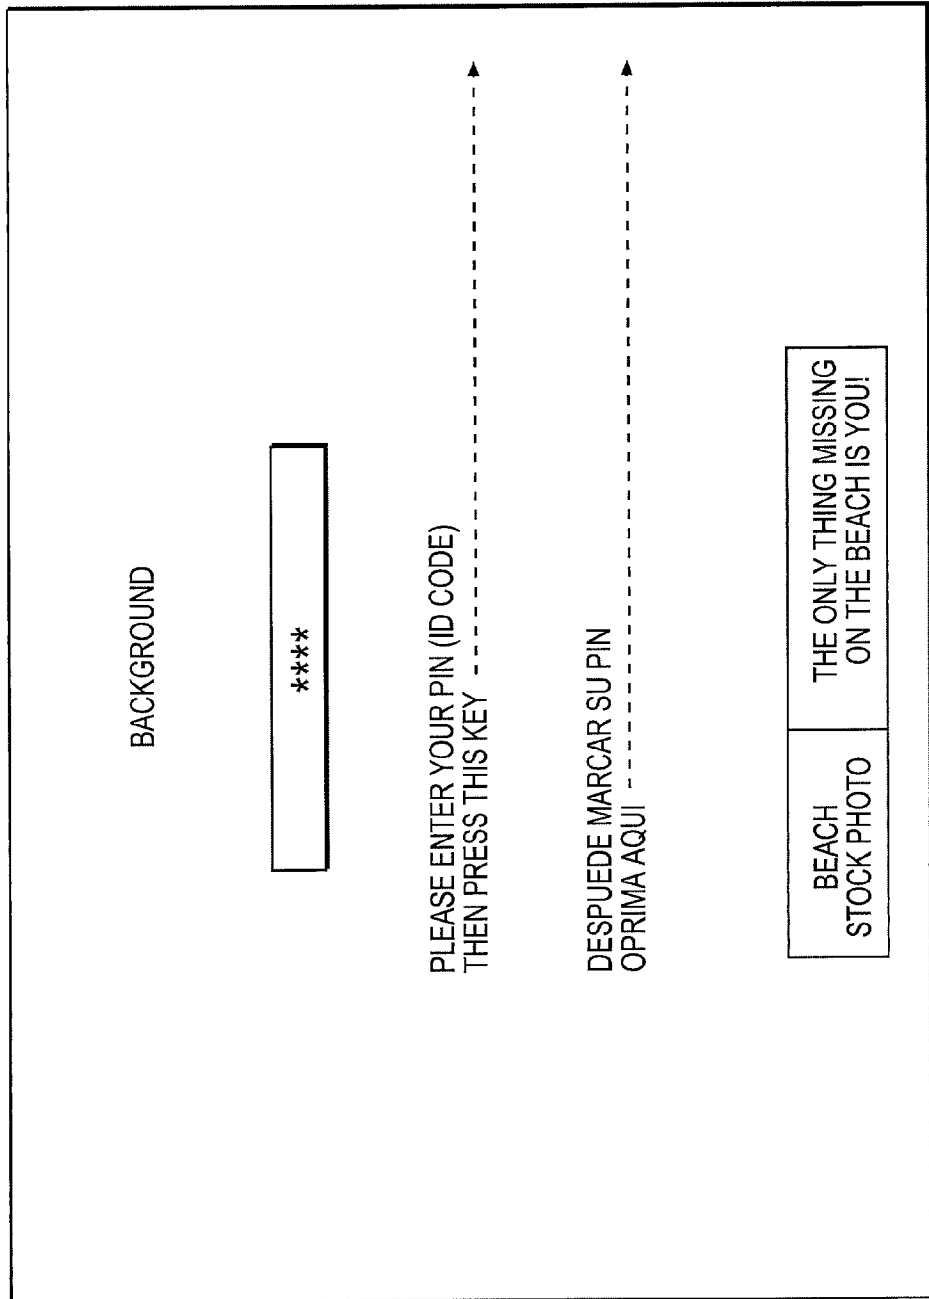 BACKGROUND
****
PLEASE ENTER YOUR PIN (ID CODE)
THEN PRESS THIS KEY
DESPUEDE MARCAR SU PIN
OPRIMA AQUI
BEACH
STOCK PHOTO
THE ONLY THING MISSING
ON THE BEACH IS YOU!